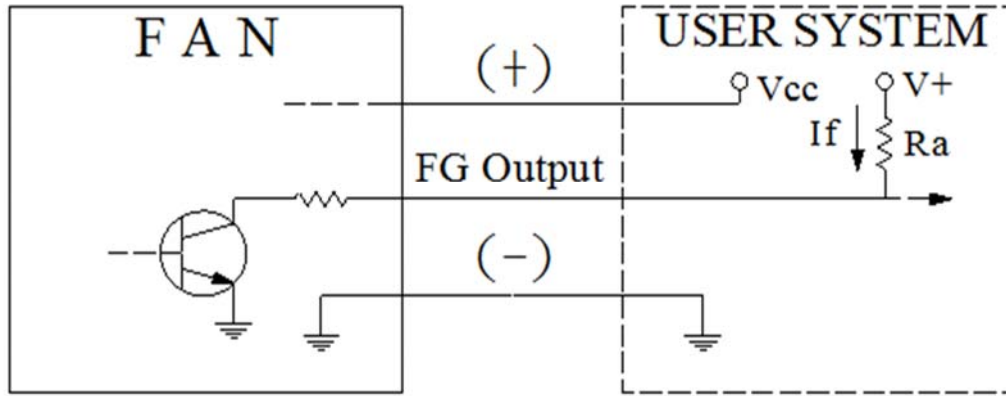 F A N
USER SYSTEM
(+)
Vcc
V+
If
Ra
FG Output
(-)